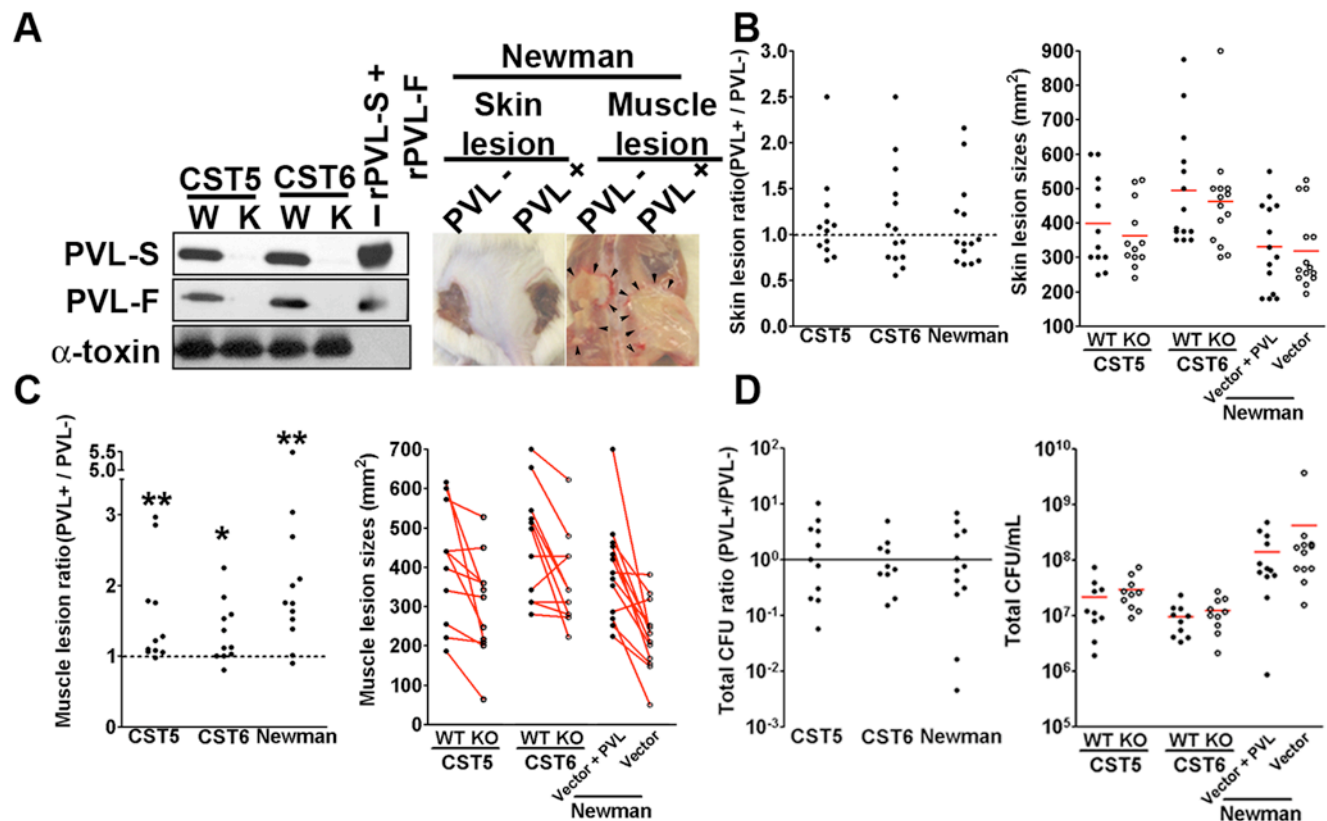 A
Newman
Skin lesion
Muscle lesion
PVL - PVL + PVL - PVL +
rPVL-S +
rPVL-F
CST5 CST6
W K W K –
PVL-S
PVL-F
α-toxin
B
Skin lesion ratio(PVL+ / PVL-)
3.0
2.5
2.0
1.5
1.0
0.5
0.0
CST5 CST6 Newman
Skin lesion sizes (mm²)
900
800
700
600
500
400
300
200
100
WT KO WT KO Vector + PVL Vector
CST5 CST6 Newman
C
Muscle lesion ratio(PVL+ / PVL-)
5.5
5.0
3
2
1
0
** * **
CST5 CST6 Newman
Muscle lesion sizes (mm²)
700
600
500
400
300
200
100
0
WT KO WT KO Vector + PVL Vector
CST5 CST6 Newman
D
Total CFU ratio (PVL+/PVL-)
10²
10¹
10⁰
10⁻¹
10⁻²
10⁻³
CST5 CST6 Newman
Total CFU/mL
10¹⁰
10⁹
10⁸
10⁷
10⁶
10⁵
WT KO WT KO Vector + PVL Vector
CST5 CST6 Newman